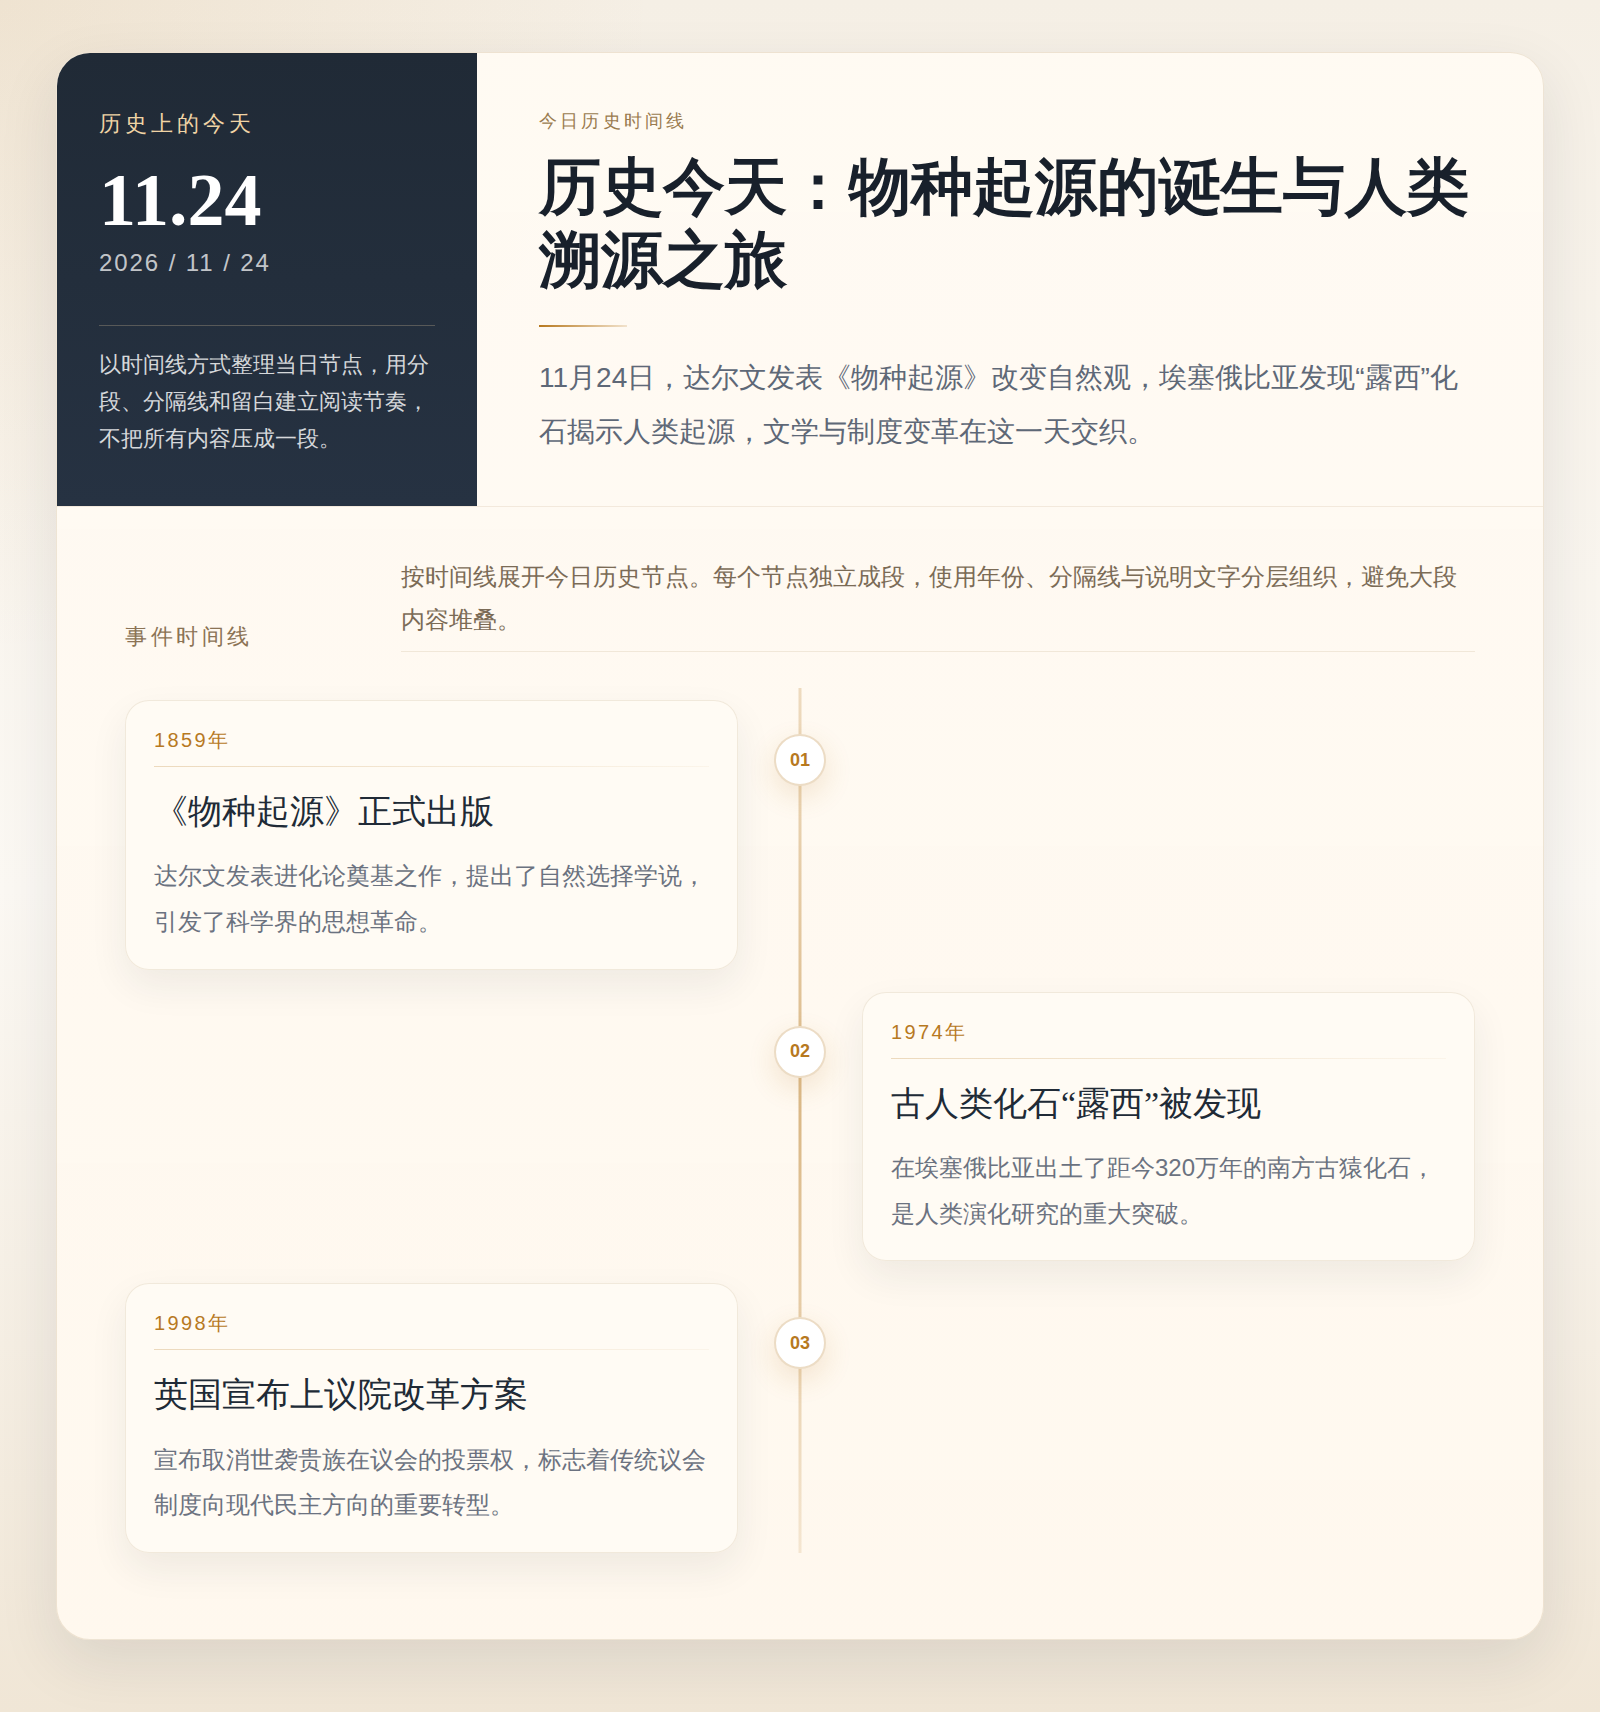 历史上的今天
11.24
2026 / 11 / 24
以时间线方式整理当日节点，用分
段、分隔线和留白建立阅读节奏，
不把所有内容压成一段。
今日历史时间线
历史今天：物种起源的诞生与人类
溯源之旅
11月24日，达尔文发表《物种起源》改变自然观，埃塞俄比亚发现“露西”化
石揭示人类起源，文学与制度变革在这一天交织。
事件时间线
按时间线展开今日历史节点。每个节点独立成段，使用年份、分隔线与说明文字分层组织，避免大段
内容堆叠。
01
1859年
《物种起源》正式出版
达尔文发表进化论奠基之作，提出了自然选择学说，
引发了科学界的思想革命。
02
1974年
古人类化石“露西”被发现
在埃塞俄比亚出土了距今320万年的南方古猿化石，
是人类演化研究的重大突破。
03
1998年
英国宣布上议院改革方案
宣布取消世袭贵族在议会的投票权，标志着传统议会
制度向现代民主方向的重要转型。